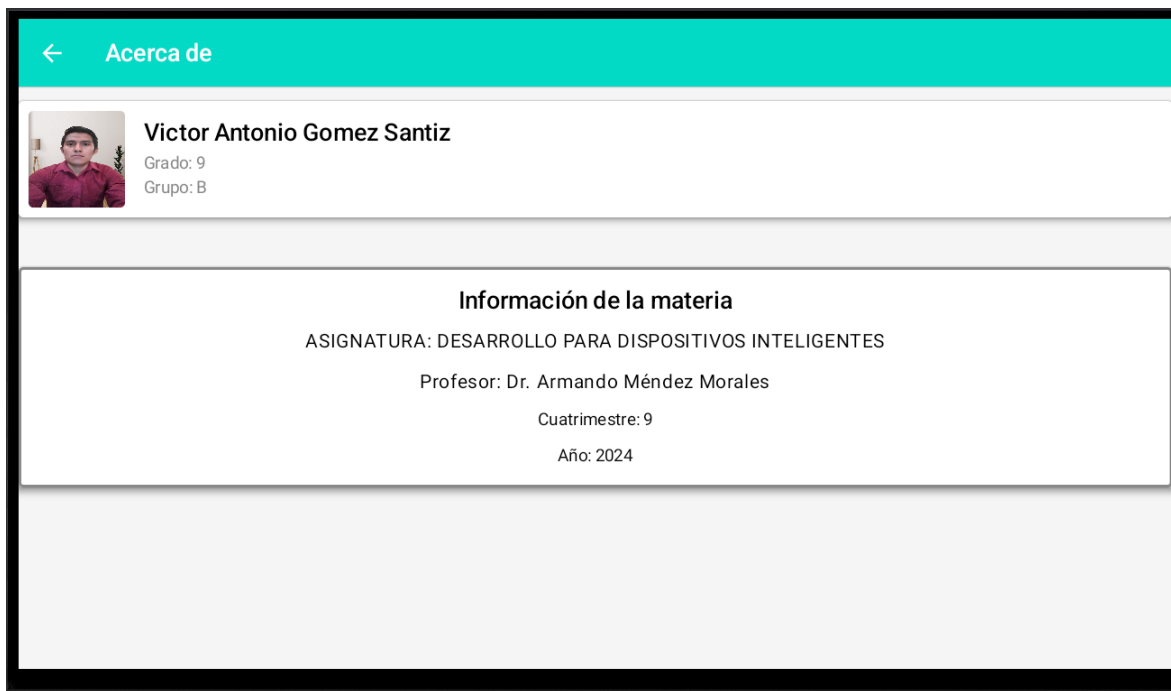 Acerca de
Victor Antonio Gomez Santiz
Grado: 9
Grupo: B
Información de la materia
ASIGNATURA: DESARROLLO PARA DISPOSITIVOS INTELIGENTES
Profesor: Dr. Armando Méndez Morales
Cuatrimestre: 9
Año: 2024